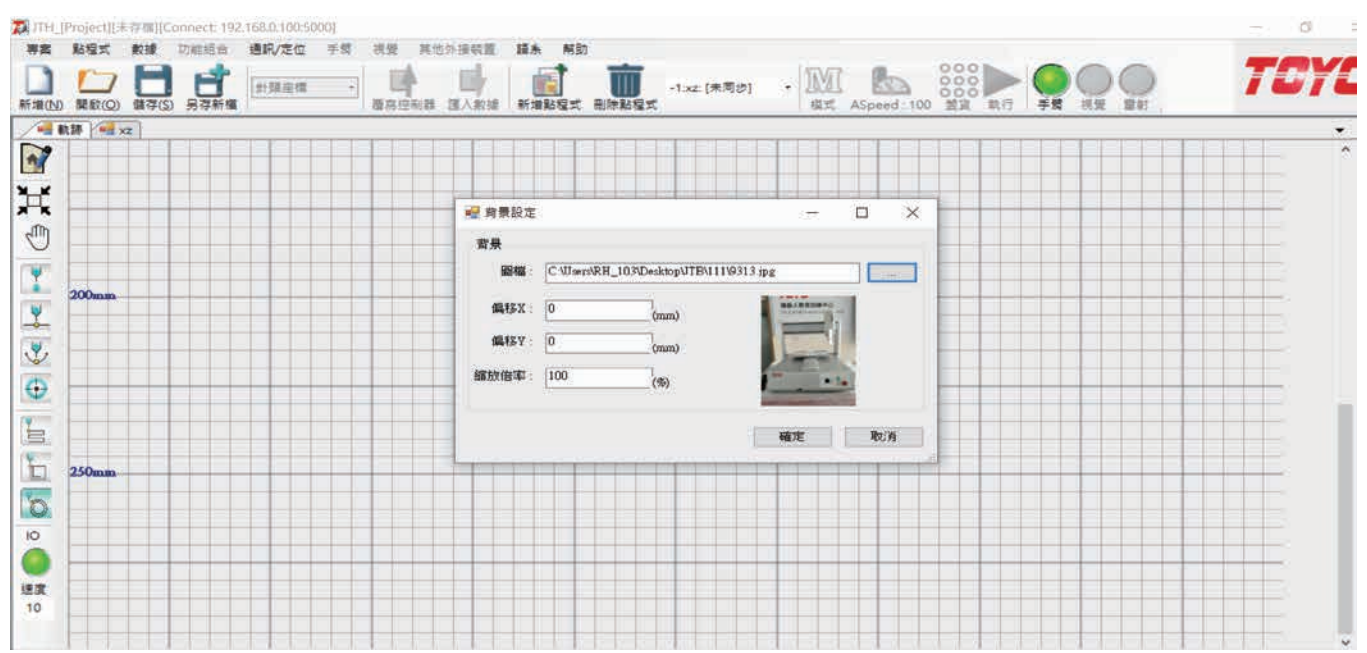 JTH_[Project][未存檔][Connect: 192.168.0.100:5000]
專案 點程式 數據 功能組合 通訊/定位 手臂 視覺 其他外接裝置 語系 幫助
針頭座標 -1:xz: [未同步] M TOYO
新增(N) 開啟(O) 儲存(S) 另存新檔 覆寫控制器 匯入數據 新增點程式 刪除點程式 模式 ASpeed : 100 盤貨 執行 手臂 視覺 雷射
軌跡 xz
背景設定
背景
圖檔 : C:\Users\RH_103\Desktop\JTB\111\9313.jpg ...
200mm
偏移X : 0 (mm)
偏移Y : 0 (mm)
縮放倍率 : 100 (%)
確定 取消
250mm
IO
速度
10